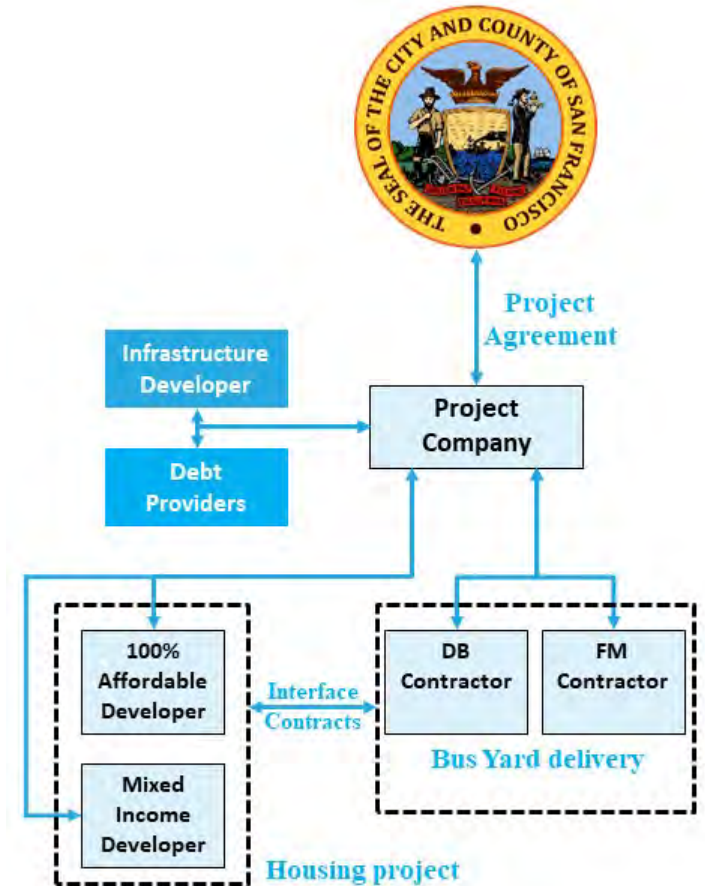 THE SEAL OF THE CITY AND COUNTY OF SAN FRANCISCO
Project
Agreement
Infrastructure
Developer
Project
Company
Debt
Providers
100%
Affordable
Developer
Interface
Contracts
DB
Contractor
FM
Contractor
Bus Yard delivery
Mixed
Income
Developer
Housing project